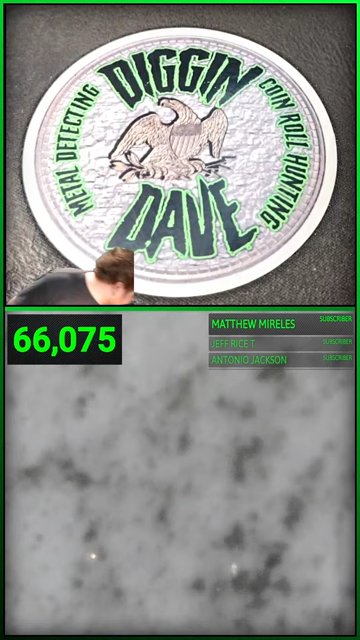 DIGGIN
METAL DETECTING
COIN ROLL HUNTING
DAVE
66,075
MATTHEW MIRELES SUBSCRIBER
JEFF RICE T SUBSCRIBER
ANTONIO JACKSON SUBSCRIBER